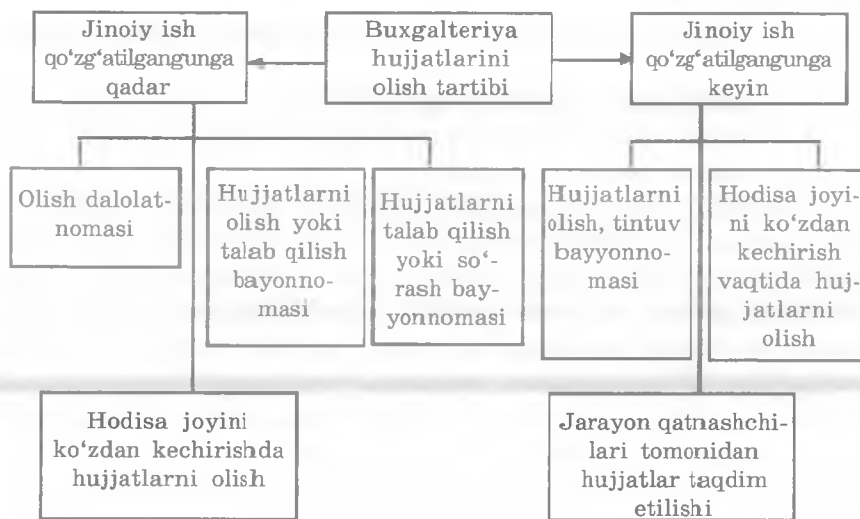 Jinoiy ish
qo‘zg‘atilgangunga
qadar
Buxgalteriya
hujjatlarini
olish tartibi
Jinoiy ish
qo‘zg‘atilgangunga
keyin
Olish dalolat-
nomasi
Hujjatlarni
olish yoki
talab qilish
bayonno-
masi
Hujjatlarni
talab qilish
yoki so‘-
rash bay-
yonnomasi
Hujjatlarni
olish, tintuv
bayyonno-
masi
Hodisa joyi-
ni ko‘zdan
kechirish
vaqtida huj-
jatlarni
olish
Hodisa joyini
ko‘zdan kechirishda
hujjatlarni olish
Jarayon qatnashchi-
lari tomonidan
hujjatlar taqdim
etilishi